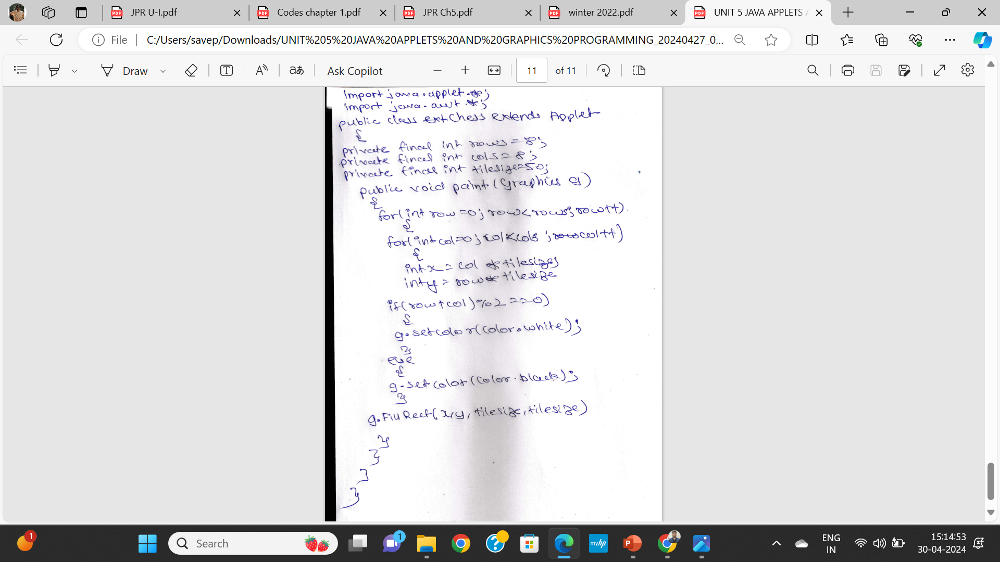 JPR U-I.pdf
Codes chapter 1.pdf
JPR Ch5.pdf
winter 2022.pdf
UNIT 5 JAVA APPLETS A
File
C:/Users/savep/Downloads/UNIT%205%20JAVA%20APPLETS%20AND%20GRAPHICS%20PROGRAMMING_20240427_0...
Draw
T
A
aあ
Ask Copilot
11 of 11
import java.applet.*;
import java.awt.*;
public class Chess extends Applet
{
private final int rows=8;
private final int cols=8;
private final int tilesize=50;
public void paint(Graphics g)
{
for(int row=0; row<rows; row++)
{
for(int col=0; col<cols ; col++)
{
int x = col * tilesize;
int y = row * tilesize
if(row+col)%2==0)
{
g.setcolor(color.white);
}
else
{
g.setcolor(color.black);
}
g.FillRect(x,y, tilesize, tilesize)
}
}
}
}
1
Search
1
myhp
P
ENG
IN
15:14:53
30-04-2024